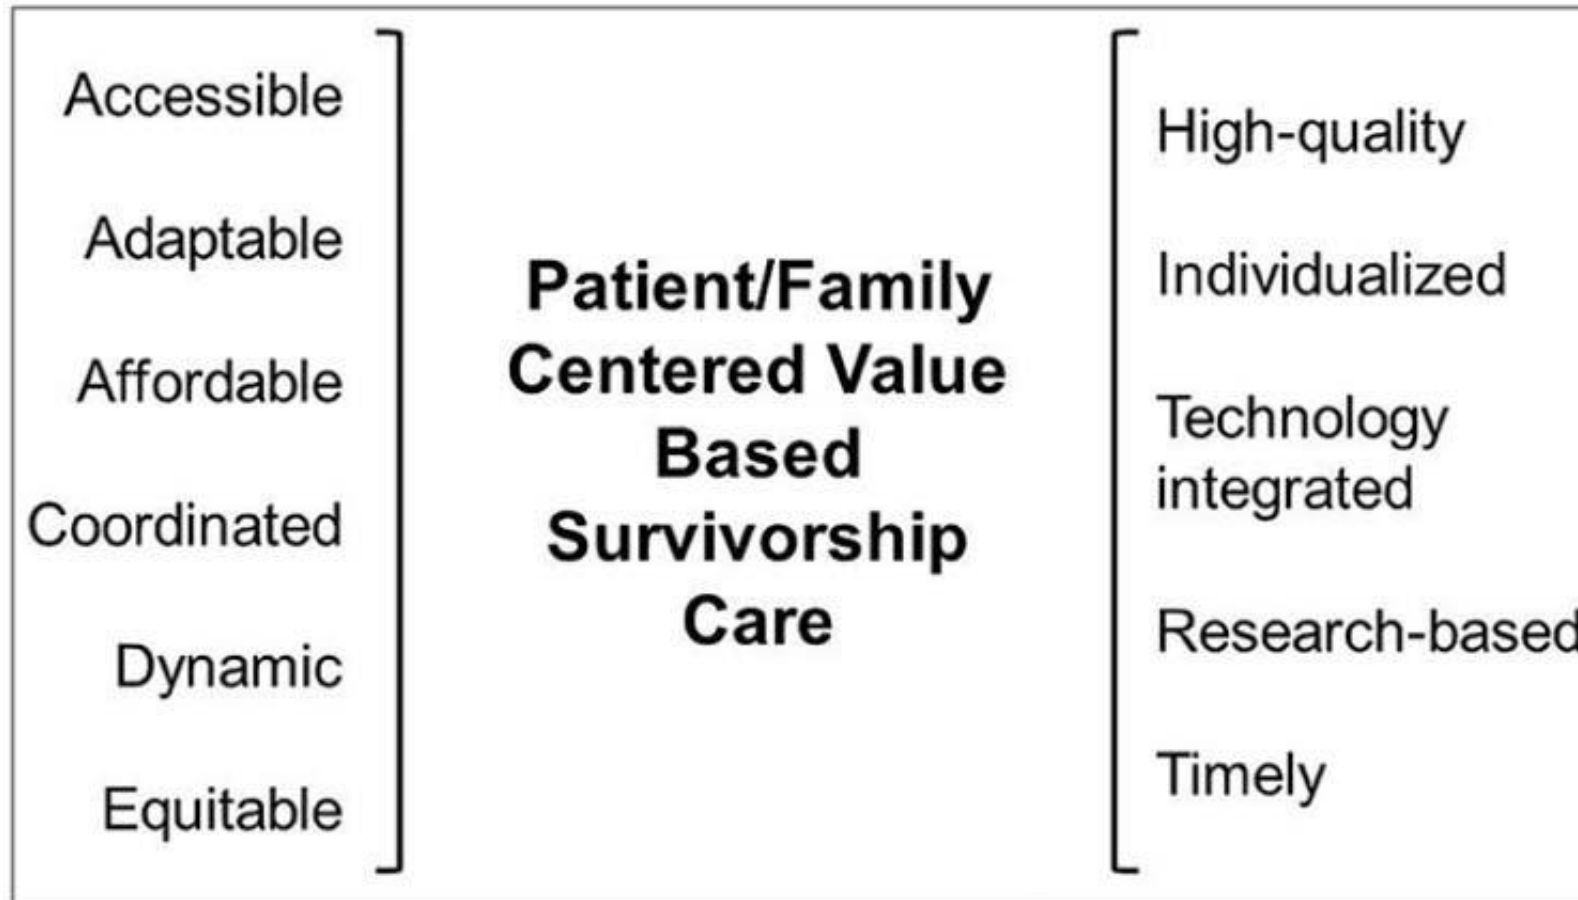 Accessible
Adaptable
Affordable
Coordinated
Dynamic
Equitable
Patient/Family
Centered Value
Based
Survivorship
Care
High-quality
Individualized
Technology
integrated
Research-based
Timely